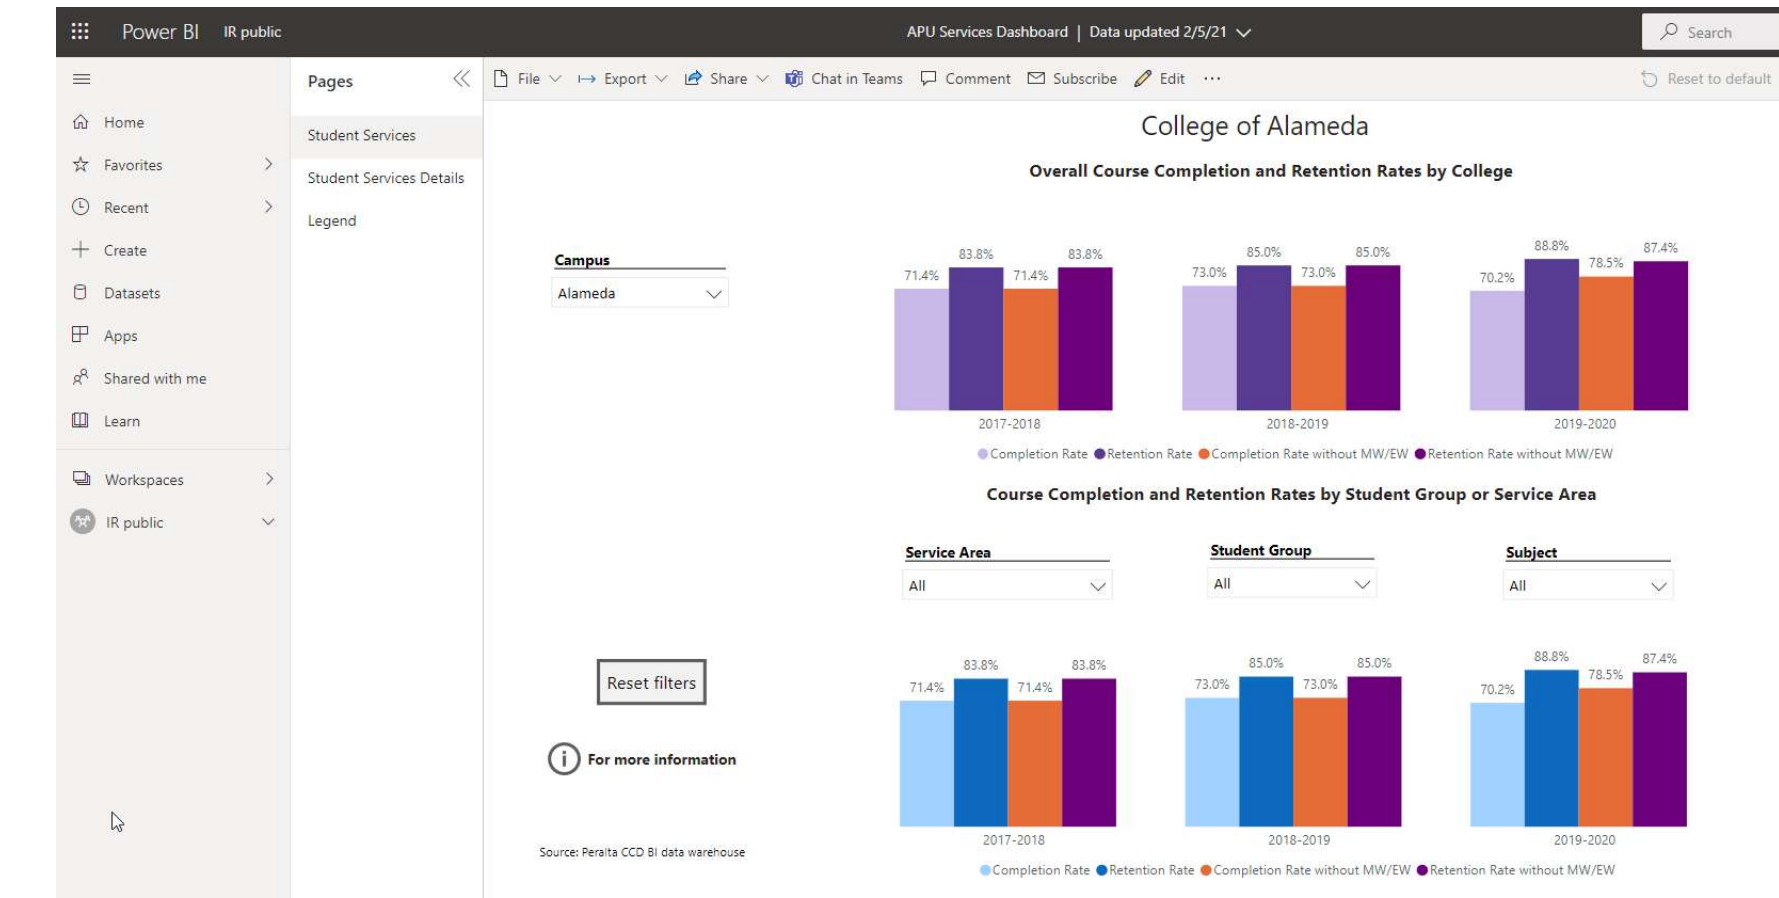 Power BI IR public
APU Services Dashboard | Data updated 2/5/21
Search
Pages
File Export Share Chat in Teams Comment Subscribe Edit ...
Reset to default
Home
Favorites
Recent
Create
Datasets
Apps
Shared with me
Learn
Workspaces
IR public
Student Services
Student Services Details
Legend
College of Alameda
Overall Course Completion and Retention Rates by College
Campus
Alameda
71.4% 83.8% 71.4% 83.8%
73.0% 85.0% 73.0% 85.0%
70.2% 88.8% 78.5% 87.4%
2017-2018 2018-2019 2019-2020
Completion Rate Retention Rate Completion Rate without MW/EW Retention Rate without MW/EW
Course Completion and Retention Rates by Student Group or Service Area
Service Area Student Group Subject
All All All
71.4% 83.8% 71.4% 83.8%
73.0% 85.0% 73.0% 85.0%
70.2% 88.8% 78.5% 87.4%
2017-2018 2018-2019 2019-2020
Completion Rate Retention Rate Completion Rate without MW/EW Retention Rate without MW/EW
Reset filters
i For more information
Source: Peralta CCD BI data warehouse